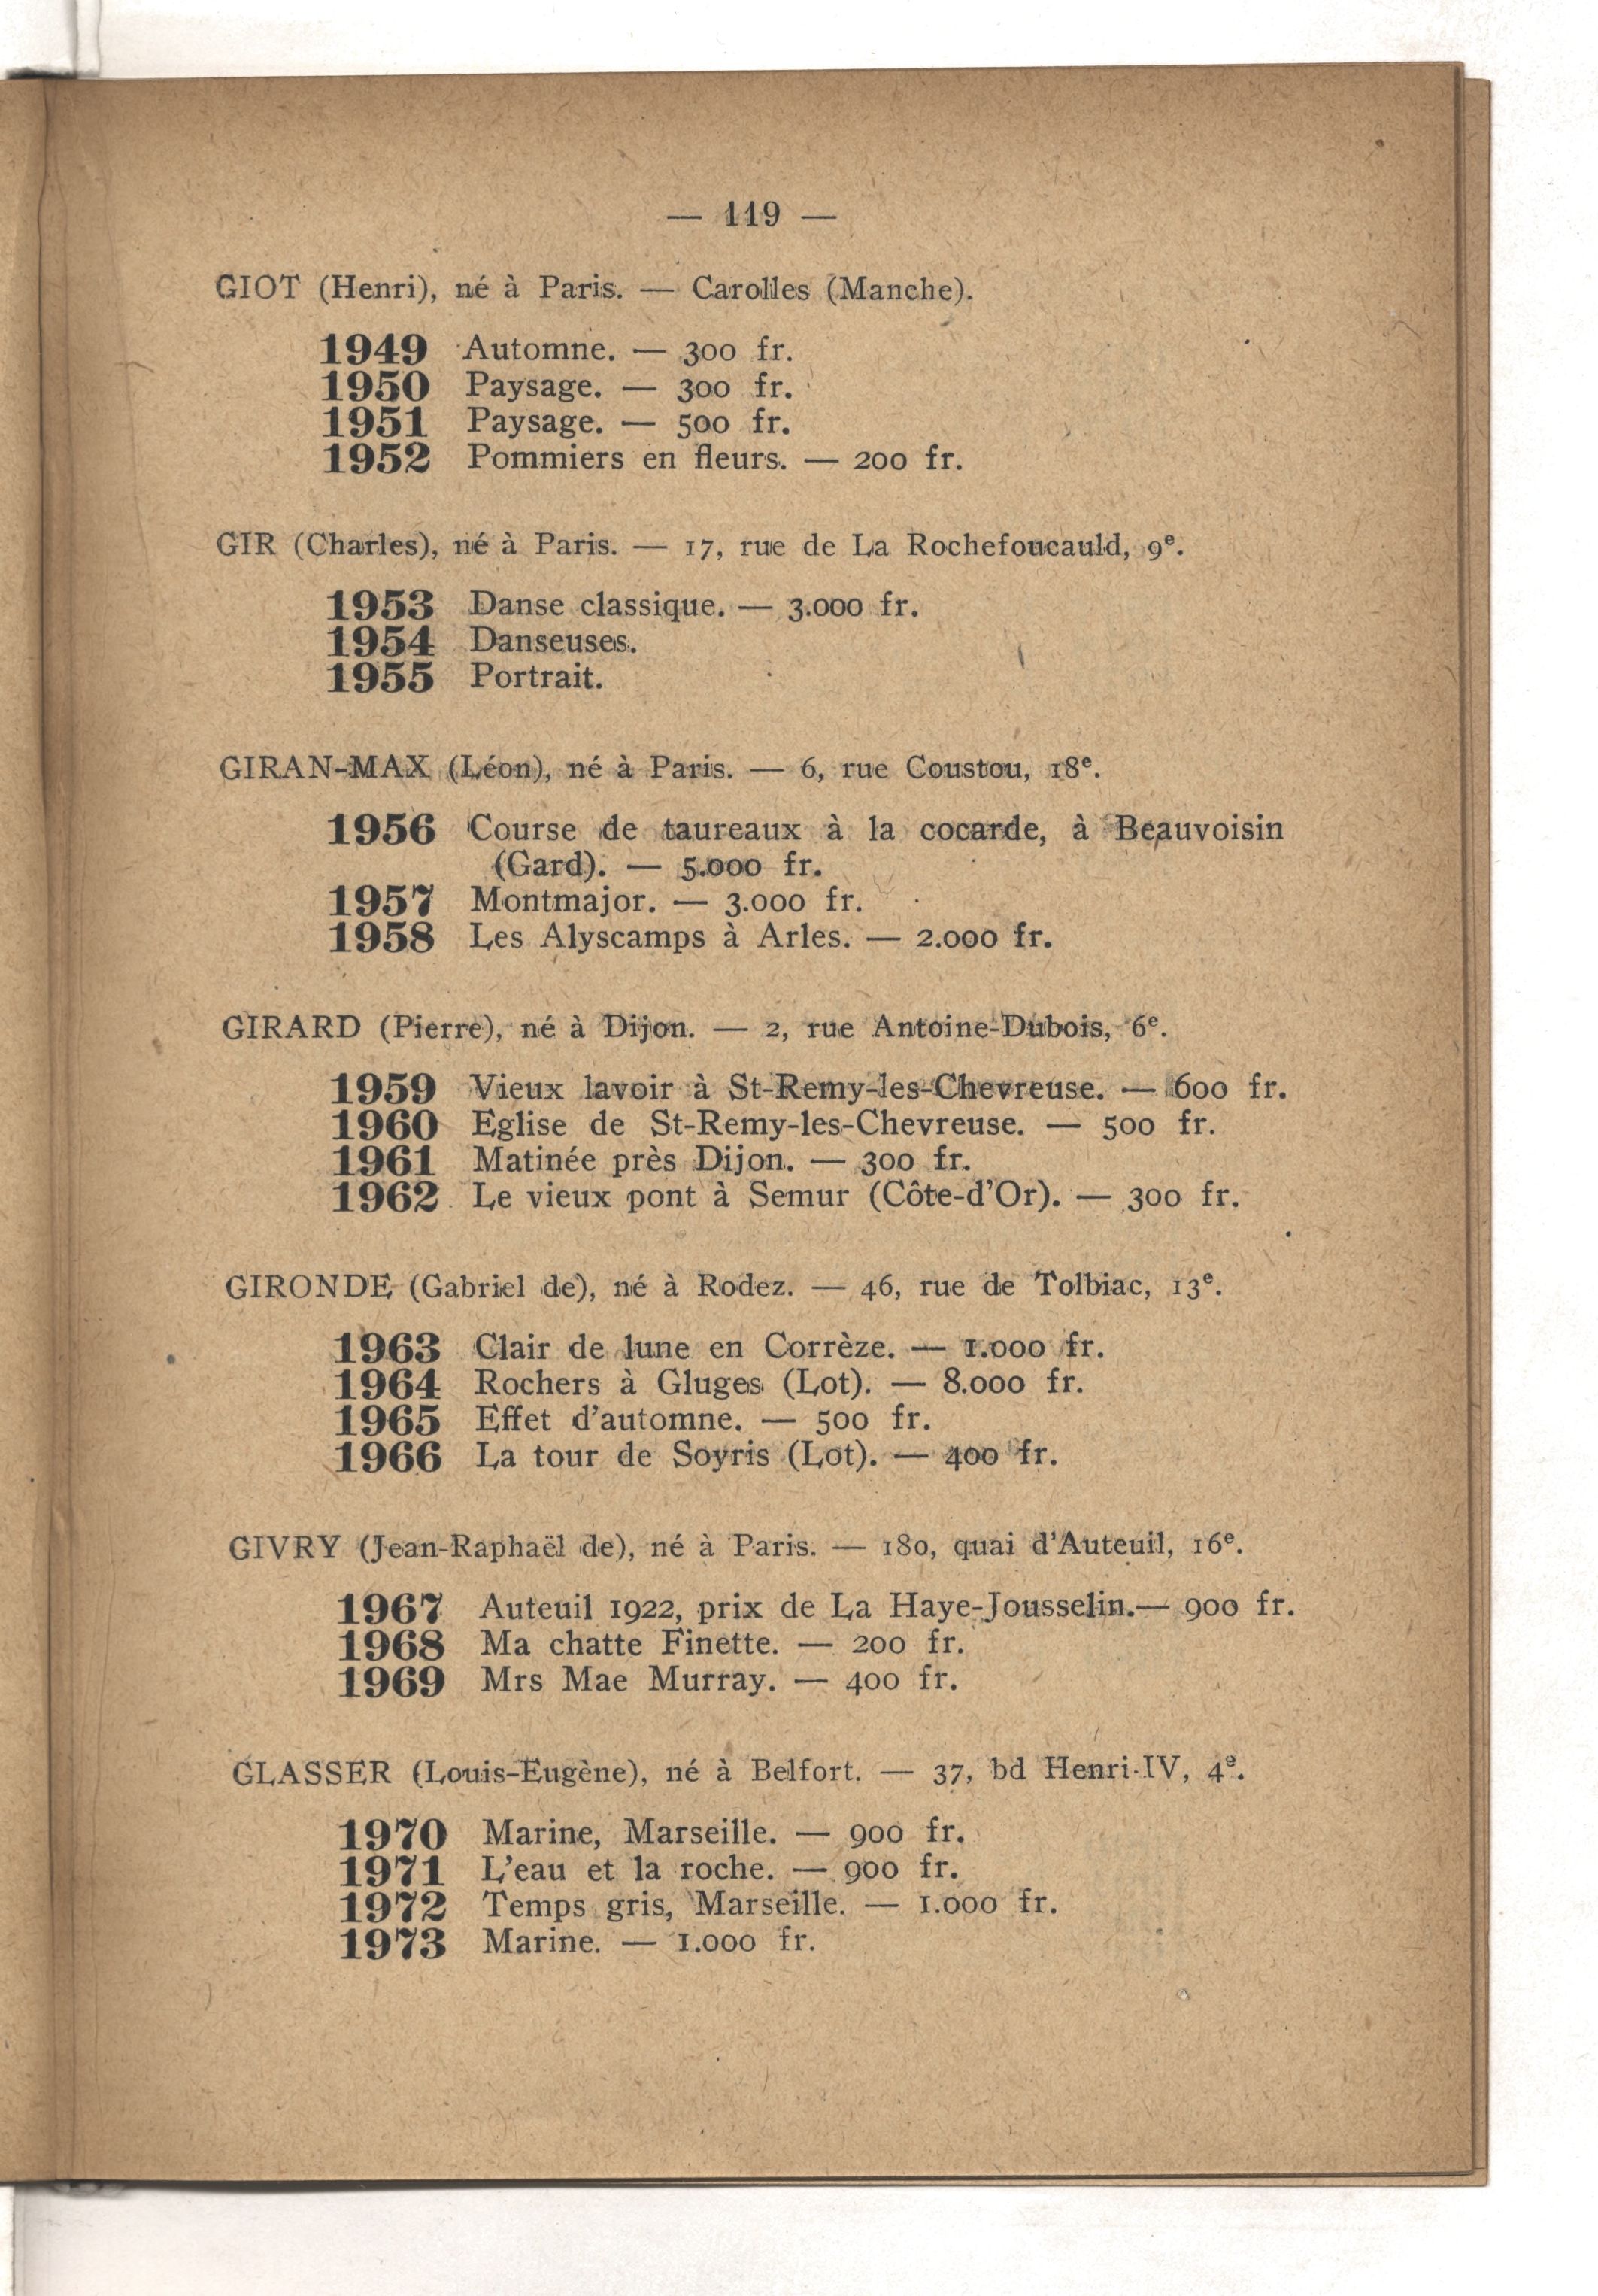 — 119 —
GIOT (Henri), né à Paris. — Carolles (Manche).
1949 Automne. — 300 fr.
1950 Paysage. — 300 fr.
1951 Paysage. — 500 fr.
1952 Pommiers en fleurs. — 200 fr.
GIR (Charles), né à Paris. — 17, rue de La Rochefoucauld, 9e.
1953 Danse classique. — 3.000 fr.
1954 Danseuses.
1955 Portrait.
GIRAN-MAX (Léon), né à Paris. — 6, rue Coustou, 18e.
1956 Course de taureaux à la cocarde, à Beauvoisin
(Gard). — 5.000 fr.
1957 Montmajor. — 3.000 fr.
1958 Les Alyscamps à Arles. — 2.000 fr.
GIRARD (Pierre), né à Dijon. — 2, rue Antoine-Dubois, 6e.
1959 Vieux lavoir à St-Remy-les-Chevreuse. — 600 fr.
1960 Eglise de St-Remy-les-Chevreuse. — 500 fr.
1961 Matinée près Dijon. — 300 fr.
1962 Le vieux pont à Semur (Côte-d'Or). — 300 fr.
GIRONDE (Gabriel de), né à Rodez. — 46, rue de Tolbiac, 13e.
1963 Clair de lune en Corrèze. — 1.000 fr.
1964 Rochers à Gluges (Lot). — 8.000 fr.
1965 Effet d'automne. — 500 fr.
1966 La tour de Soyris (Lot). — 400 fr.
GIVRY (Jean-Raphaël de), né à Paris. — 180, quai d'Auteuil, 16e.
1967 Auteuil 1922, prix de La Haye-Jousselin.— 900 fr.
1968 Ma chatte Finette. — 200 fr.
1969 Mrs Mae Murray. — 400 fr.
GLASSER (Louis-Eugène), né à Belfort. — 37, bd Henri-IV, 4e.
1970 Marine, Marseille. — 900 fr.
1971 L'eau et la roche. — 900 fr.
1972 Temps gris, Marseille. — 1.000 fr.
1973 Marine. — 1.000 fr.